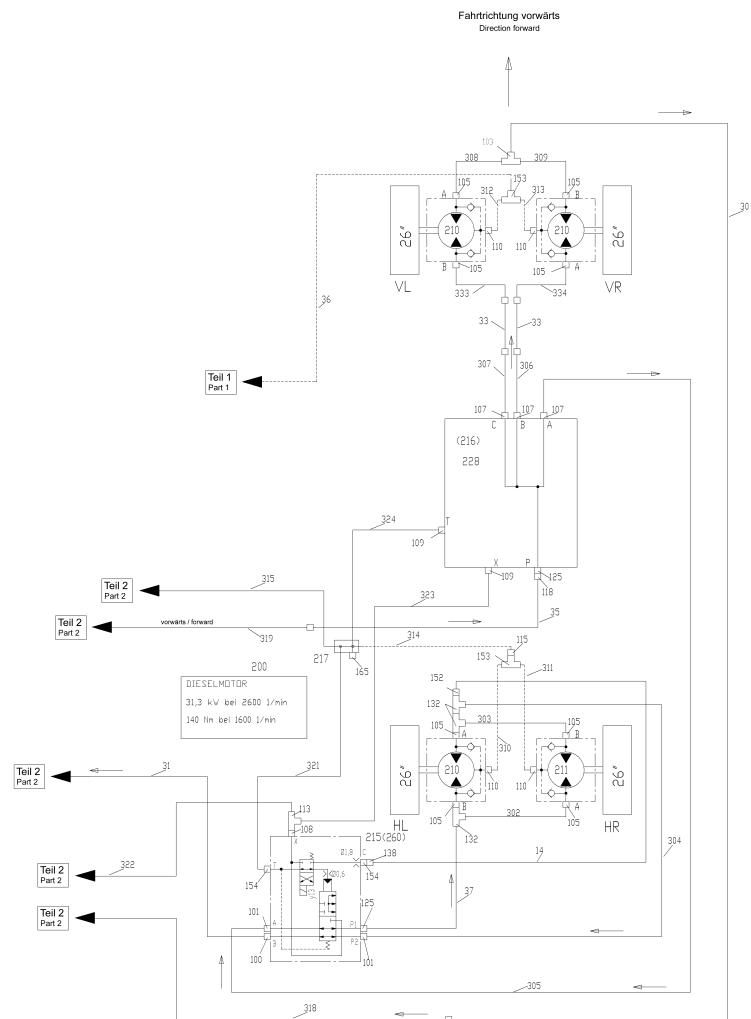 Fahrtrichtung vorwärts
Direction forward
103
308
309
30
105
153
105
A
312
313
B
26"
210
210
26"
110
110
B
105
105
A
VL
333
334
VR
36
33
33
307
306
Teil 1
Part 1
107
107
107
C
B
A
(216)
228
324
T
109
X
P
315
109
125
Teil 2
Part 2
323
118
35
Teil 2
Part 2
vorwärts / forward
319
314
115
217
153
200
165
311
152
DIESELMOTOR
31,3 kW bei 2600 1/min
140 Nm bei 1600 1/min
132
303
105
105
A
310
B
26"
210
211
26"
31
321
110
110
Teil 2
Part 2
B
A
113
105
302
105
HL
HR
108
132
215(260)
304
X
322
Ø1,8
C
138
14
Teil 2
Part 2
T
Ø0,6
154
154
y13
37
Teil 2
Part 2
101
A
P1
125
B
P2
100
101
305
318